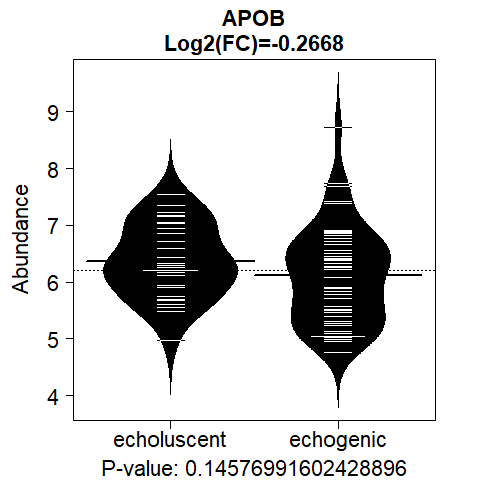 APOB
Log2(FC)=-0.2668
Abundance
9
8
7
6
5
4
echoluscent echogenic
P-value: 0.14576991602428896